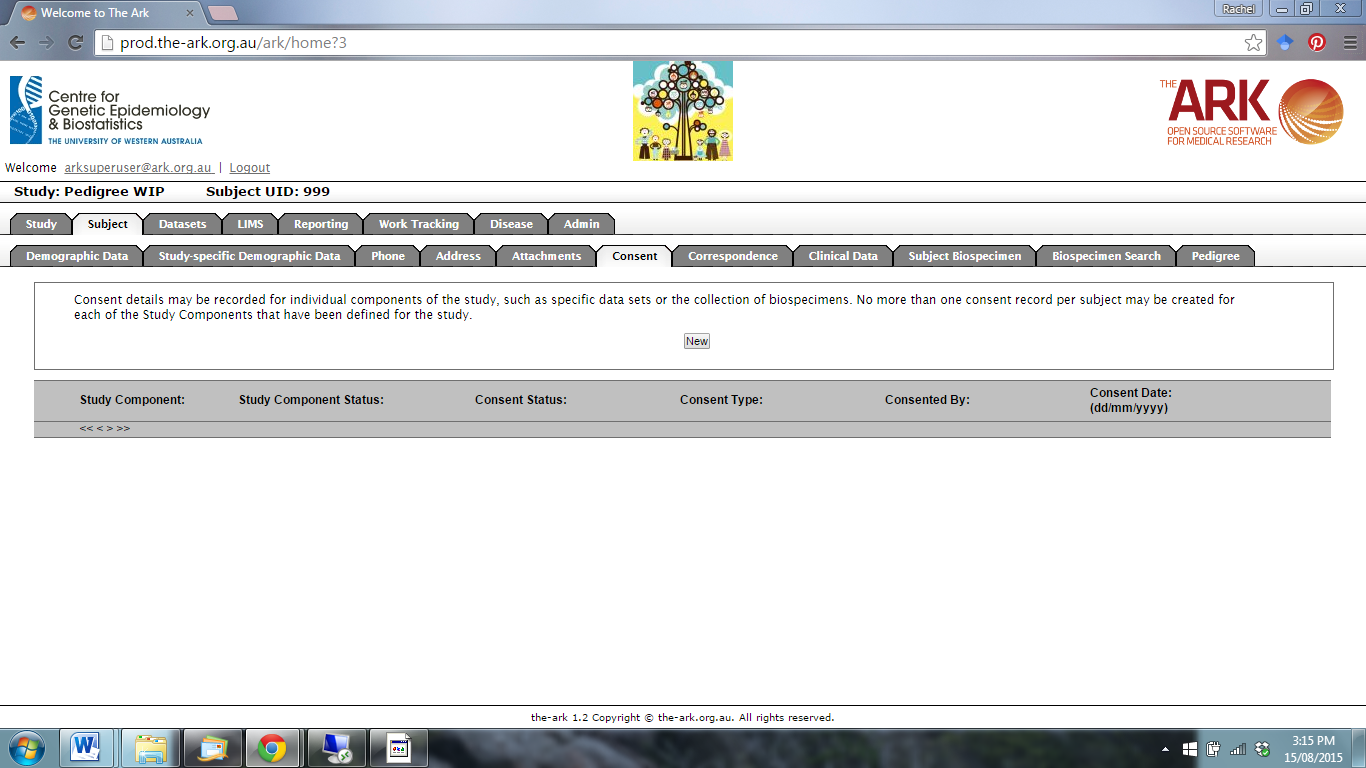 Welcome to The Ark
Rachel
prod.the-ark.org.au/ark/home?3
Centre for
Genetic Epidemiology
& Biostatistics
THE UNIVERSITY OF WESTERN AUSTRALIA
THE ARK
OPEN SOURCE SOFTWARE
FOR MEDICAL RESEARCH
Welcome arksuperuser@ark.org.au | Logout
Study: Pedigree WIP Subject UID: 999
Study Subject Datasets LIMS Reporting Work Tracking Disease Admin
Demographic Data Study-specific Demographic Data Phone Address Attachments Consent Correspondence Clinical Data Subject Biospecimen Biospecimen Search Pedigree
Consent details may be recorded for individual components of the study, such as specific data sets or the collection of biospecimens. No more than one consent record per subject may be created for
each of the Study Components that have been defined for the study.
New
Study Component: Study Component Status: Consent Status: Consent Type: Consented By: Consent Date:
(dd/mm/yyyy)
<< < > >>
the-ark 1.2 Copyright © the-ark.org.au. All rights reserved.
3:15 PM
15/08/2015